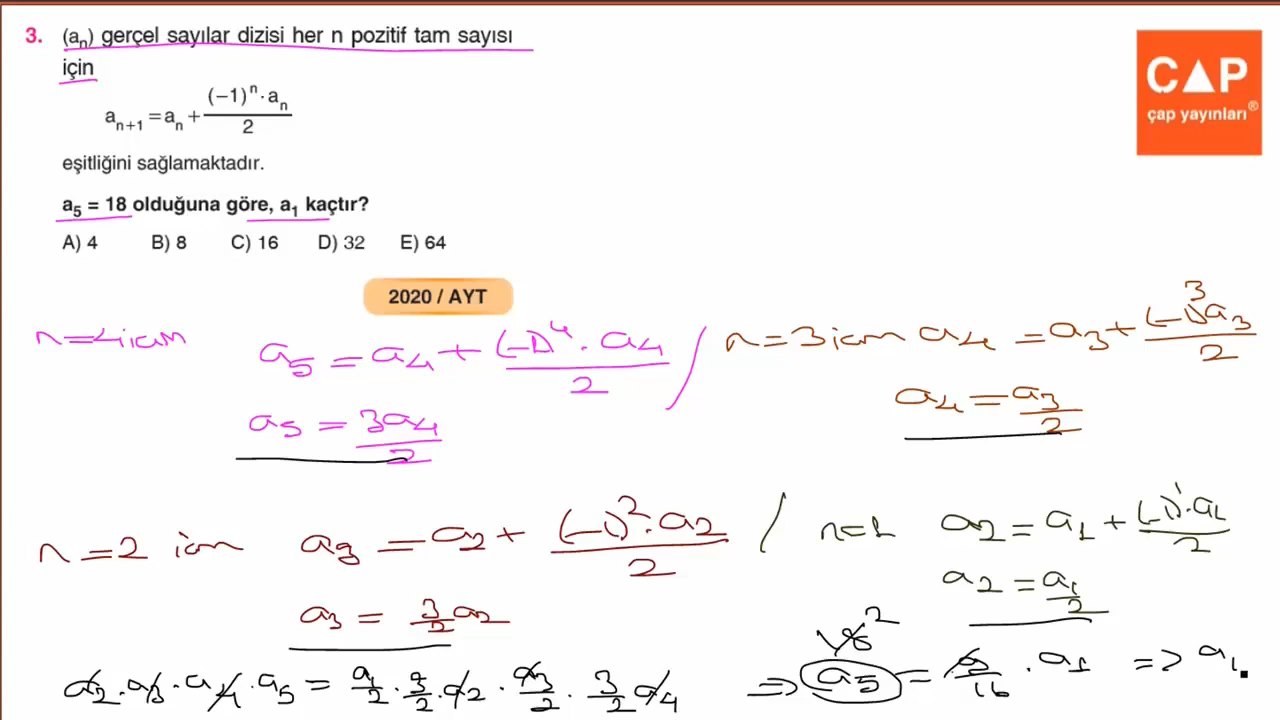 3. (aₙ) gerçel sayılar dizisi her n pozitif tam sayısı
için
aₙ₊₁ = aₙ + (−1)ⁿ · aₙ / 2
eşitliğini sağlamaktadır.
a₅ = 18 olduğuna göre, a₁ kaçtır?
A) 4 B) 8 C) 16 D) 32 E) 64
2020 / AYT
CAP
çap yayınları®
n=4 için a₅ = a₄ + (−1)⁴ · a₄ / 2
a₅ = 3a₄ / 2
n=3 için a₄ = a₃ + (−1)³ a₃ / 2
a₄ = a₃ / 2
n=2 için a₃ = a₂ + (−1)² · a₂ / 2
a₃ = 3/2 a₂
n=1 a₂ = a₁ + (−1)¹ · a₁ / 2
a₂ = a₁ / 2
a₂ · a₃ · a₄ · a₅ = a₁/2 · 3/2 · a₂ · a₃/2 · 3/2 a₄
18 2
=> a₅ = 9/16 · a₁ => a₁